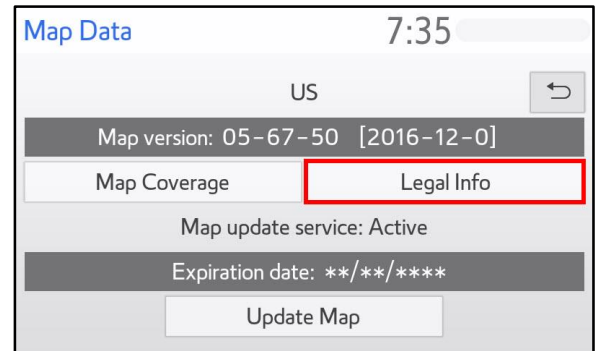 Map Data 7:35
US
Map version: 05-67-50 [2016-12-0]
Map Coverage Legal Info
Map update service: Active
Expiration date: **/**/****
Update Map